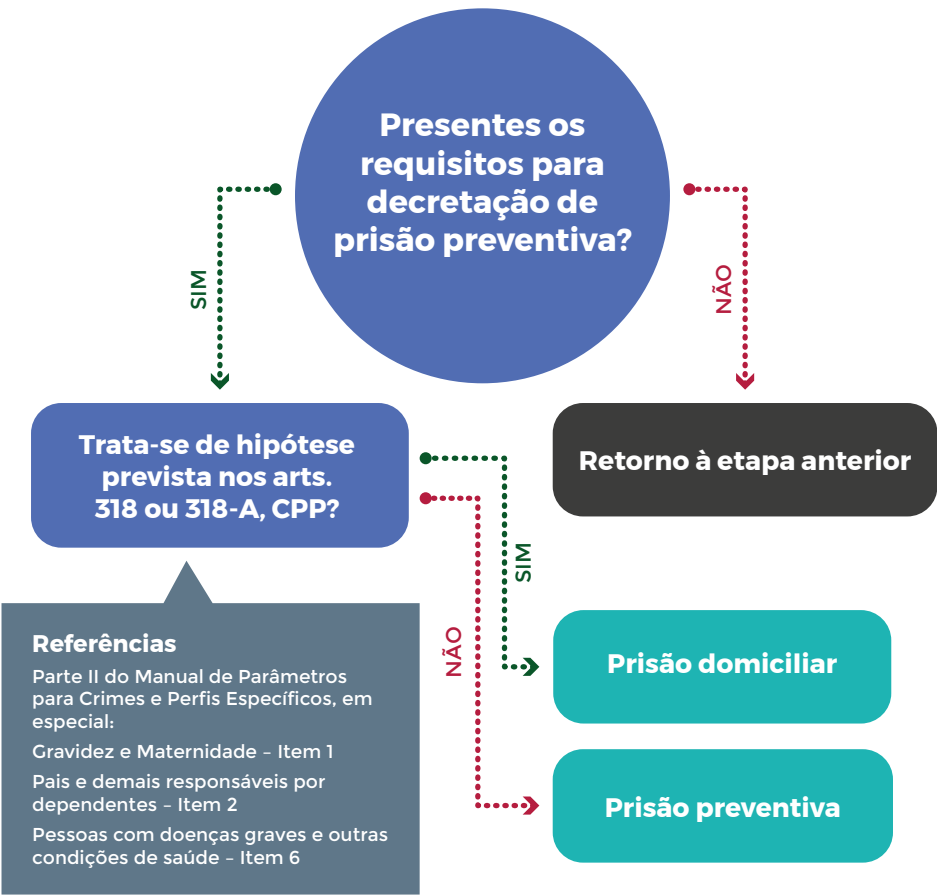 Presentes os
requisitos para
decretação de
prisão preventiva?
SIM
NÃO
Trata-se de hipótese
prevista nos arts.
318 ou 318-A, CPP?
Retorno à etapa anterior
SIM
NÃO
Referências
Parte II do Manual de Parâmetros
para Crimes e Perfis Específicos, em
especial:
Gravidez e Maternidade – Item 1
Pais e demais responsáveis por
dependentes – Item 2
Pessoas com doenças graves e outras
condições de saúde – Item 6
Prisão domiciliar
Prisão preventiva